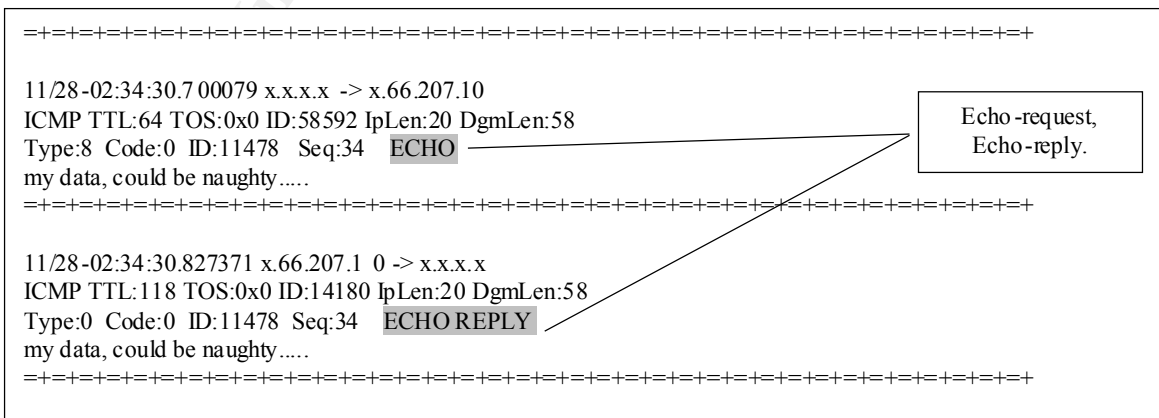 =+=+=+=+=+=+=+=+=+=+=+=+=+=+=+=+=+=+=+=+=+=+=+=+=+=+=+=+=+=+=+=+=+=+=+=+=+
11/28-02:34:30.7 00079 x.x.x.x -> x.66.207.10
ICMP TTL:64 TOS:0x0 ID:58592 IpLen:20 DgmLen:58
Type:8 Code:0 ID:11478 Seq:34 ECHO
my data, could be naughty.....
=+=+=+=+=+=+=+=+=+=+=+=+=+=+=+=+=+=+=+=+=+=+=+=+=+=+=+=+=+=+=+=+=+=+=+=+=+
Echo-request,
Echo-reply.
11/28-02:34:30.827371 x.66.207.1 0 -> x.x.x.x
ICMP TTL:118 TOS:0x0 ID:14180 IpLen:20 DgmLen:58
Type:0 Code:0 ID:11478 Seq:34 ECHO REPLY
my data, could be naughty.....
=+=+=+=+=+=+=+=+=+=+=+=+=+=+=+=+=+=+=+=+=+=+=+=+=+=+=+=+=+=+=+=+=+=+=+=+=+